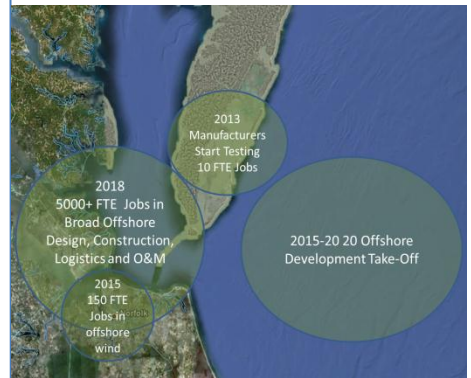 2013
Manufacturers
Start Testing
10 FTE Jobs
2018
5000+ FTE Jobs in
Broad Offshore
Design, Construction,
Logistics and O&M
2015-20 20 Offshore
Development Take-Off
2015
150 FTE
Jobs in
offshore
wind